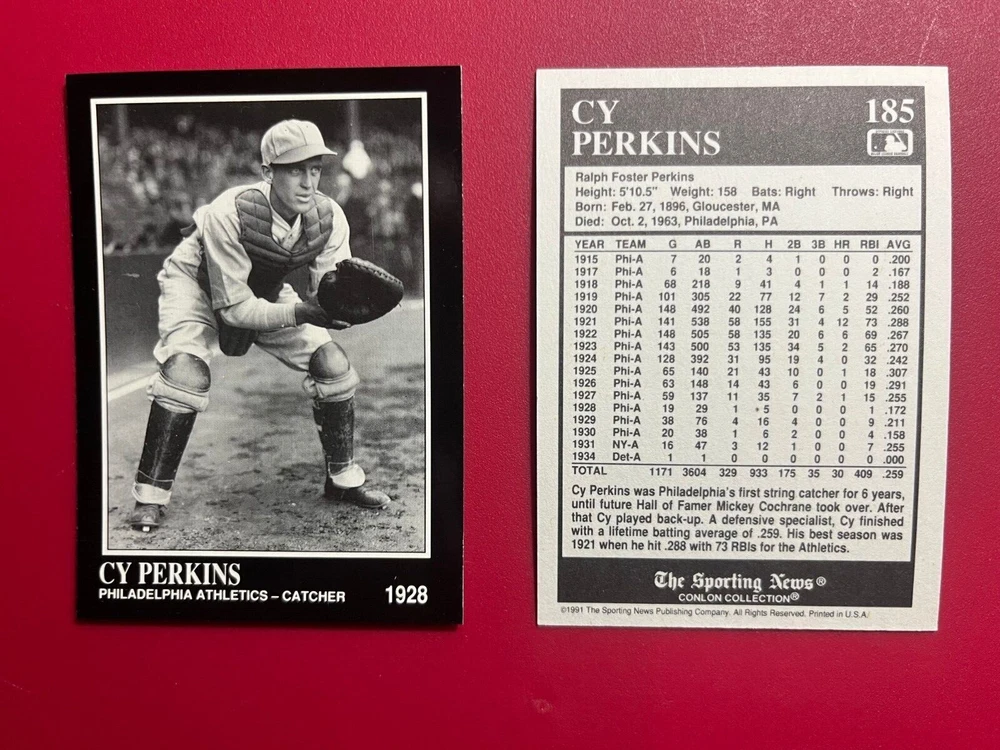 CY PERKINS
PHILADELPHIA ATHLETICS – CATCHER 1928
CY 185
PERKINS
Ralph Foster Perkins
Height: 5'10.5" Weight: 158 Bats: Right Throws: Right
Born: Feb. 27, 1896, Gloucester, MA
Died: Oct. 2, 1963, Philadelphia, PA
YEAR TEAM G AB R H 2B 3B HR RBI AVG
1915 Phi-A 7 20 2 4 1 0 0 0 .200
1917 Phi-A 6 18 1 3 0 0 0 2 .167
1918 Phi-A 68 218 9 41 4 1 1 14 .188
1919 Phi-A 101 305 22 77 12 7 2 29 .252
1920 Phi-A 148 492 40 128 24 6 5 52 .260
1921 Phi-A 141 538 58 155 31 4 12 73 .288
1922 Phi-A 148 505 58 135 20 6 6 69 .267
1923 Phi-A 143 500 53 135 34 5 2 65 .270
1924 Phi-A 128 392 31 95 19 4 0 32 .242
1925 Phi-A 65 140 21 43 10 0 1 18 .307
1926 Phi-A 63 148 14 43 6 0 0 19 .291
1927 Phi-A 59 137 11 35 7 2 1 15 .255
1928 Phi-A 19 29 1 5 0 0 0 1 .172
1929 Phi-A 38 76 4 16 4 0 0 9 .211
1930 Phi-A 20 38 1 6 2 0 0 4 .158
1931 NY-A 16 47 3 12 1 0 0 7 .255
1934 Det-A 1 1 0 0 0 0 0 0 .000
TOTAL 1171 3604 329 933 175 35 30 409 .259
Cy Perkins was Philadelphia's first string catcher for 6 years,
until future Hall of Famer Mickey Cochrane took over. After
that Cy played back-up. A defensive specialist, Cy finished
with a lifetime batting average of .259. His best season was
1921 when he hit .288 with 73 RBIs for the Athletics.
The Sporting News®
CONLON COLLECTION®
©1991 The Sporting News Publishing Company. All Rights Reserved. Printed in U.S.A.